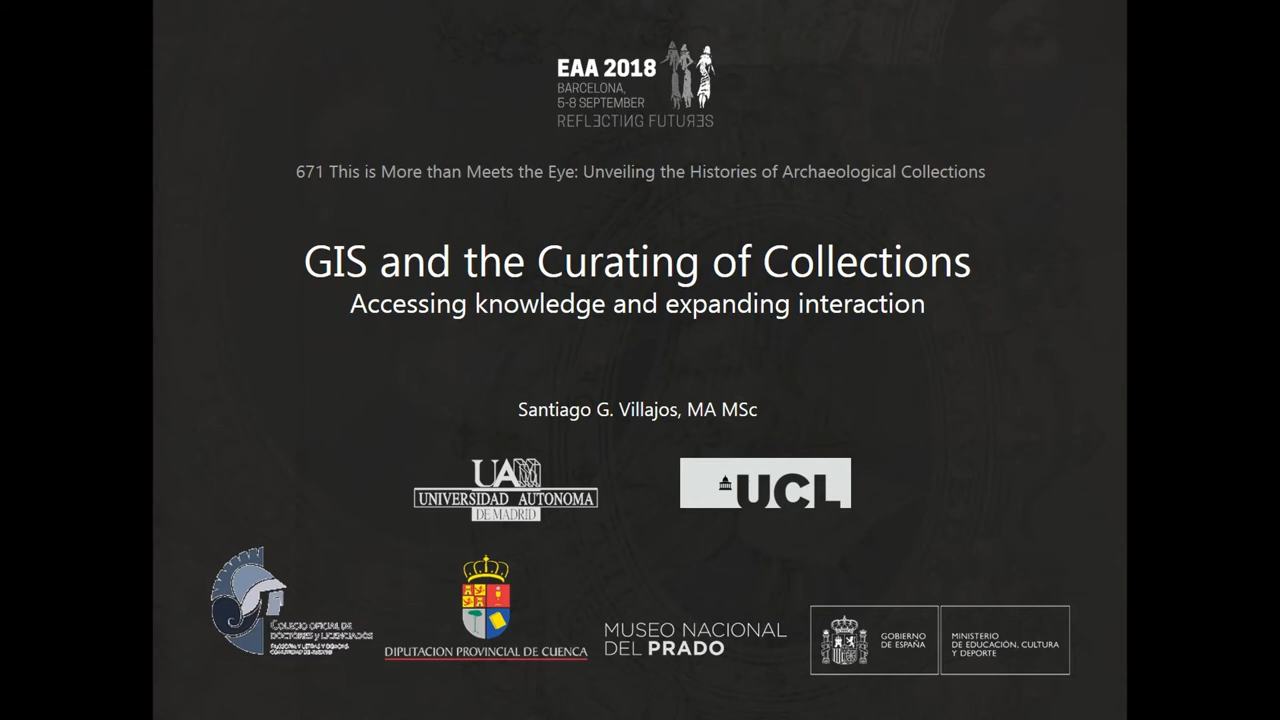 EAA 2018
BARCELONA,
5-8 SEPTEMBER
REFLECTING FUTURES
671 This is More than Meets the Eye: Unveiling the Histories of Archaeological Collections
GIS and the Curating of Collections
Accessing knowledge and expanding interaction
Santiago G. Villajos, MA MSc
UAM
UNIVERSIDAD AUTONOMA
DE MADRID
UCL
COLEGIO OFICIAL DE
DOCTORES Y LICENCIADOS
DIPUTACION PROVINCIAL DE CUENCA
MUSEO NACIONAL
DEL PRADO
GOBIERNO
DE ESPAÑA
MINISTERIO
DE EDUCACIÓN, CULTURA
Y DEPORTE